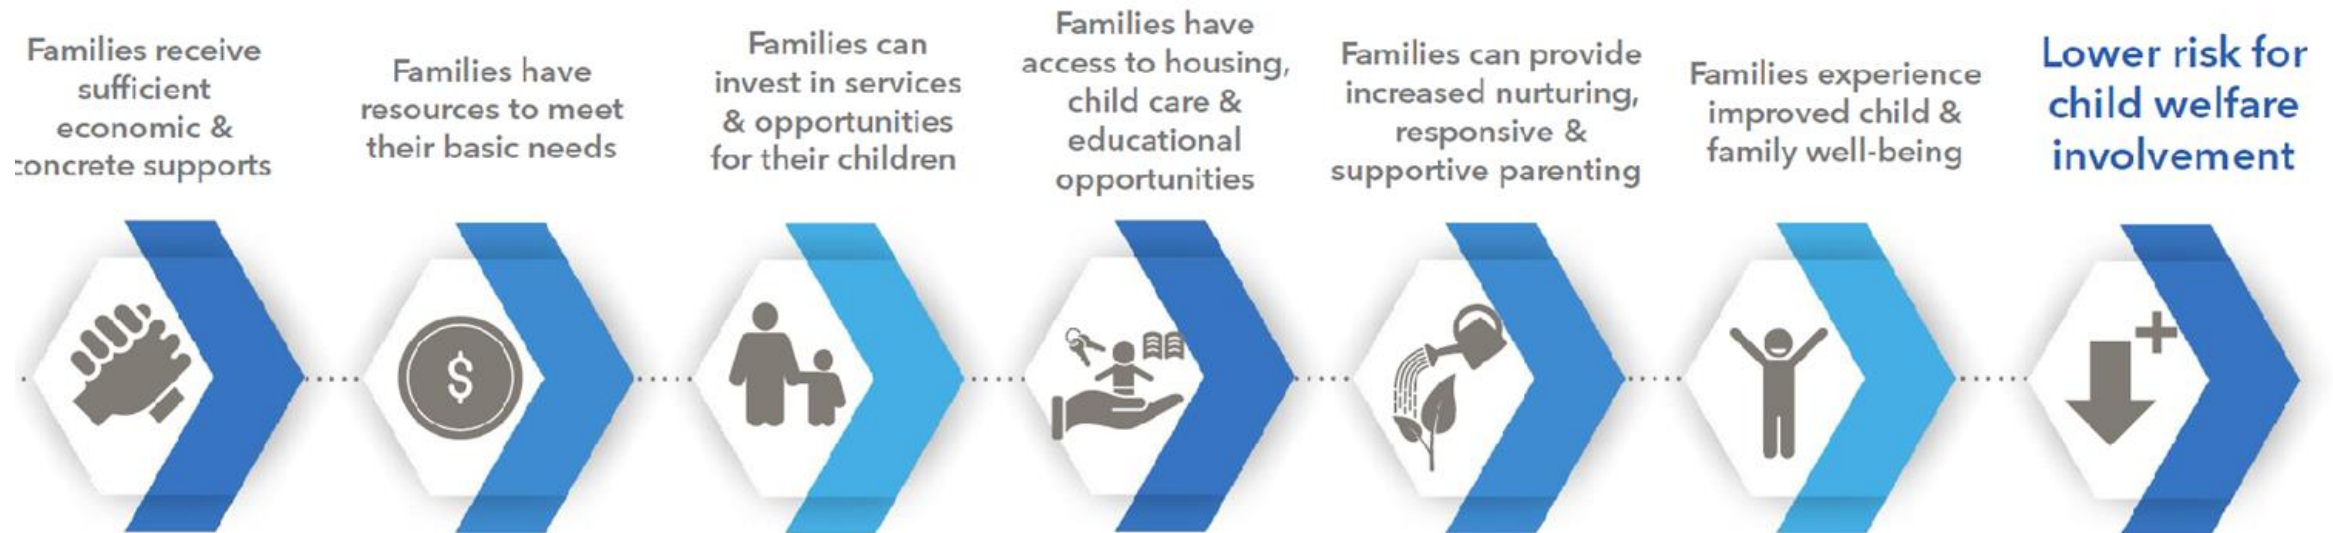 Families receive
sufficient
economic &
concrete supports
Families have
resources to meet
their basic needs
Families can
invest in services
& opportunities
for their children
Families have
access to housing,
child care &
educational
opportunities
Families can provide
increased nurturing,
responsive &
supportive parenting
Families experience
improved child &
family well-being
Lower risk for
child welfare
involvement
$